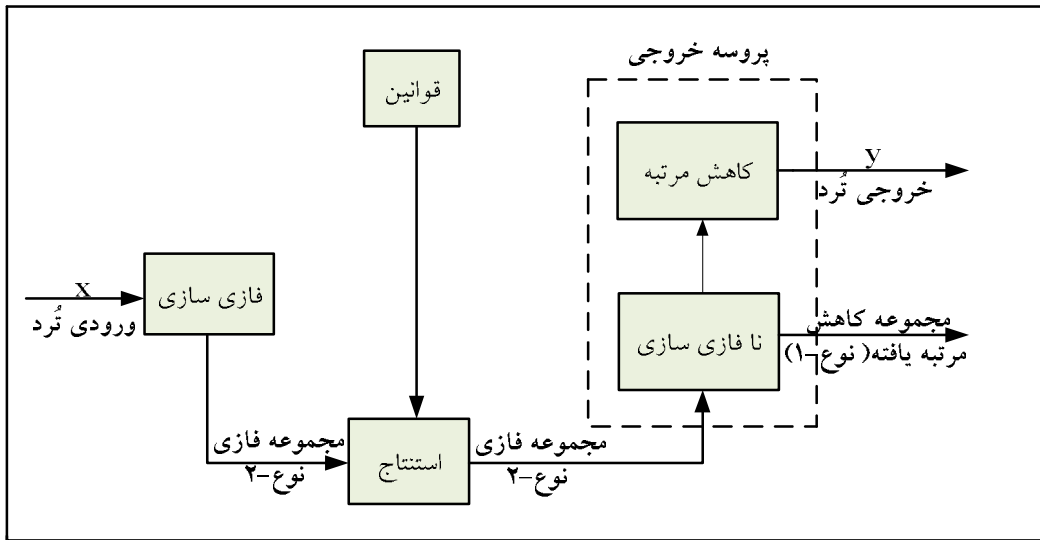 پروسه خروجی
قوانین
کاهش مرتبه
y
خروجی تُرد
فازی سازی
x
ورودی تُرد
نا فازی سازی
مجموعه کاهش
مرتبه یافته( نوع-۱)
مجموعه فازی
نوع-۲
استنتاج
مجموعه فازی
نوع-۲